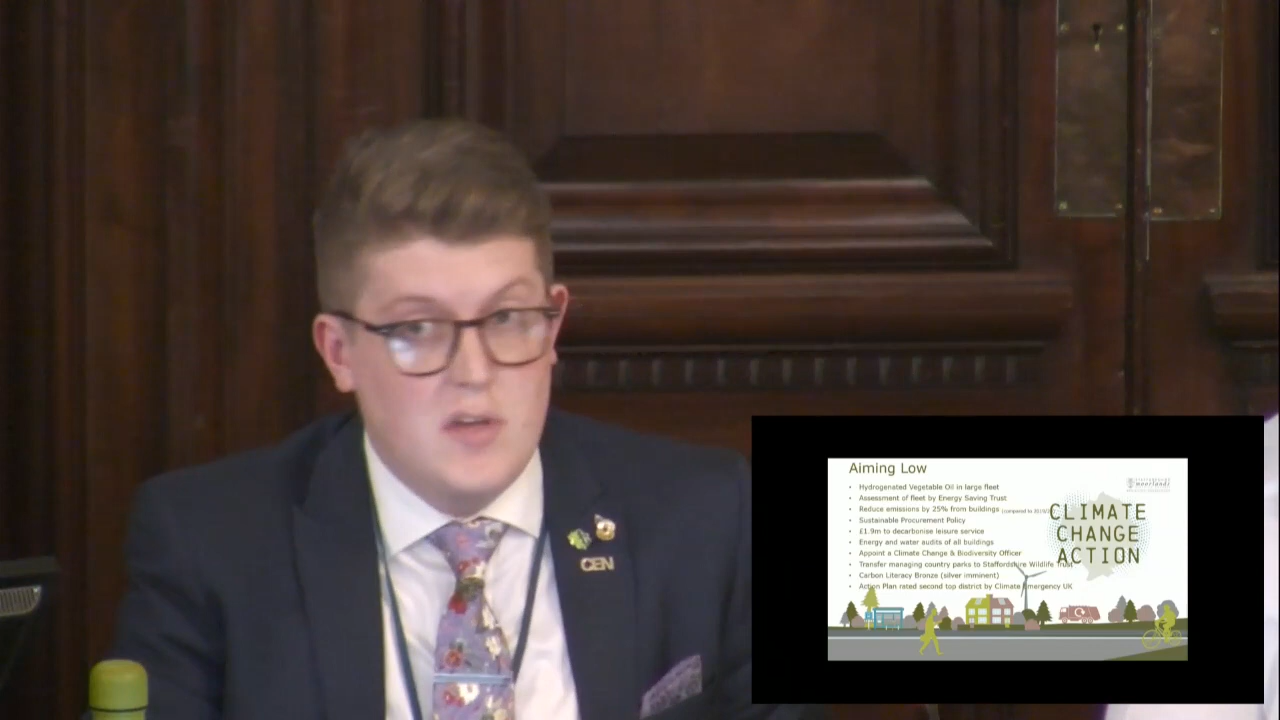 CEN
Aiming Low
• Hydrogenated Vegetable Oil in large fleet
• Assessment of fleet by Energy Saving Trust
• Reduce emissions by 25% from buildings (compared to
• Sustainable Procurement Policy
• £1.9m to decarbonise leisure service
• Energy and water audits of all buildings
• Appoint a Climate Change & Biodiversity Officer
• Transfer managing country parks to Staffordshire Wildlife Trust
• Carbon Literacy Bronze (silver imminent)
• Action Plan rated second top district by Climate Emergency UK
moorlands
CLIMATE
CHANGE
ACTION